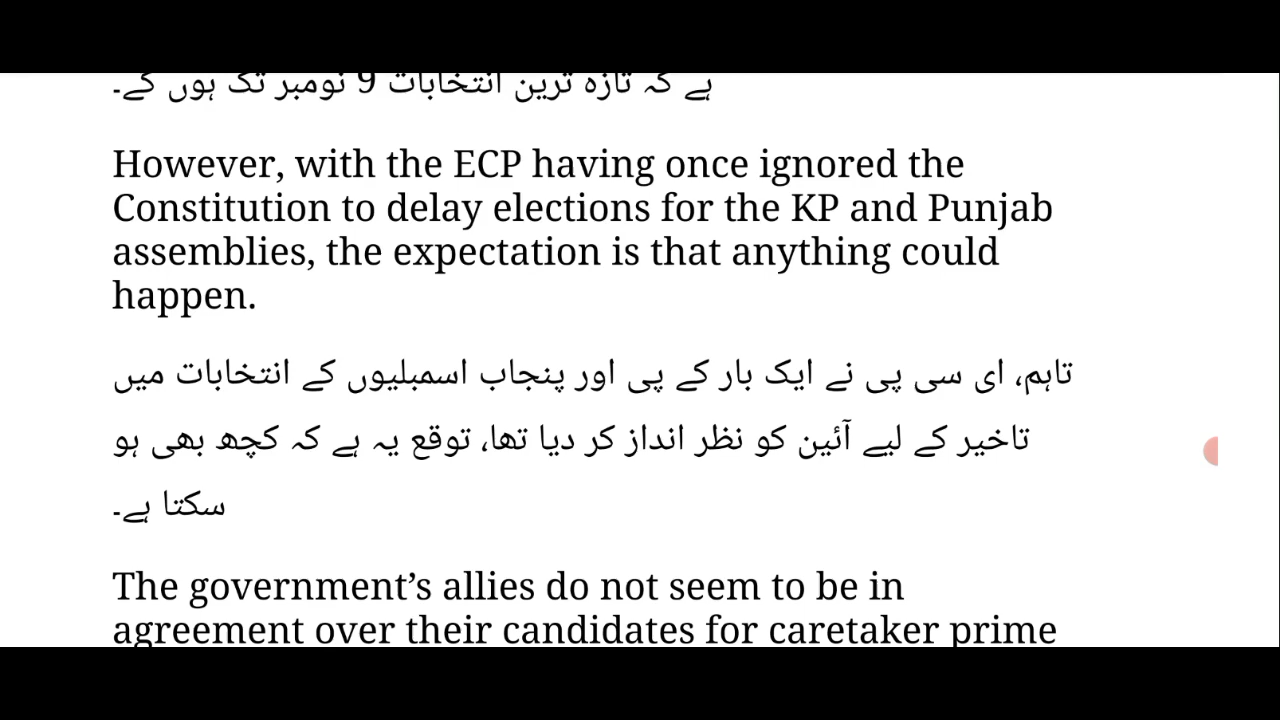 ہے کہ تازہ ترین انتخابات 9 نومبر تک ہوں گے۔
However, with the ECP having once ignored the
Constitution to delay elections for the KP and Punjab
assemblies, the expectation is that anything could
happen.
تاہم، ای سی پی نے ایک بار کے پی اور پنجاب اسمبلیوں کے انتخابات میں
تاخیر کے لیے آئین کو نظر انداز کر دیا تھا، توقع یہ ہے کہ کچھ بھی ہو
سکتا ہے۔
The government’s allies do not seem to be in
agreement over their candidates for caretaker prime